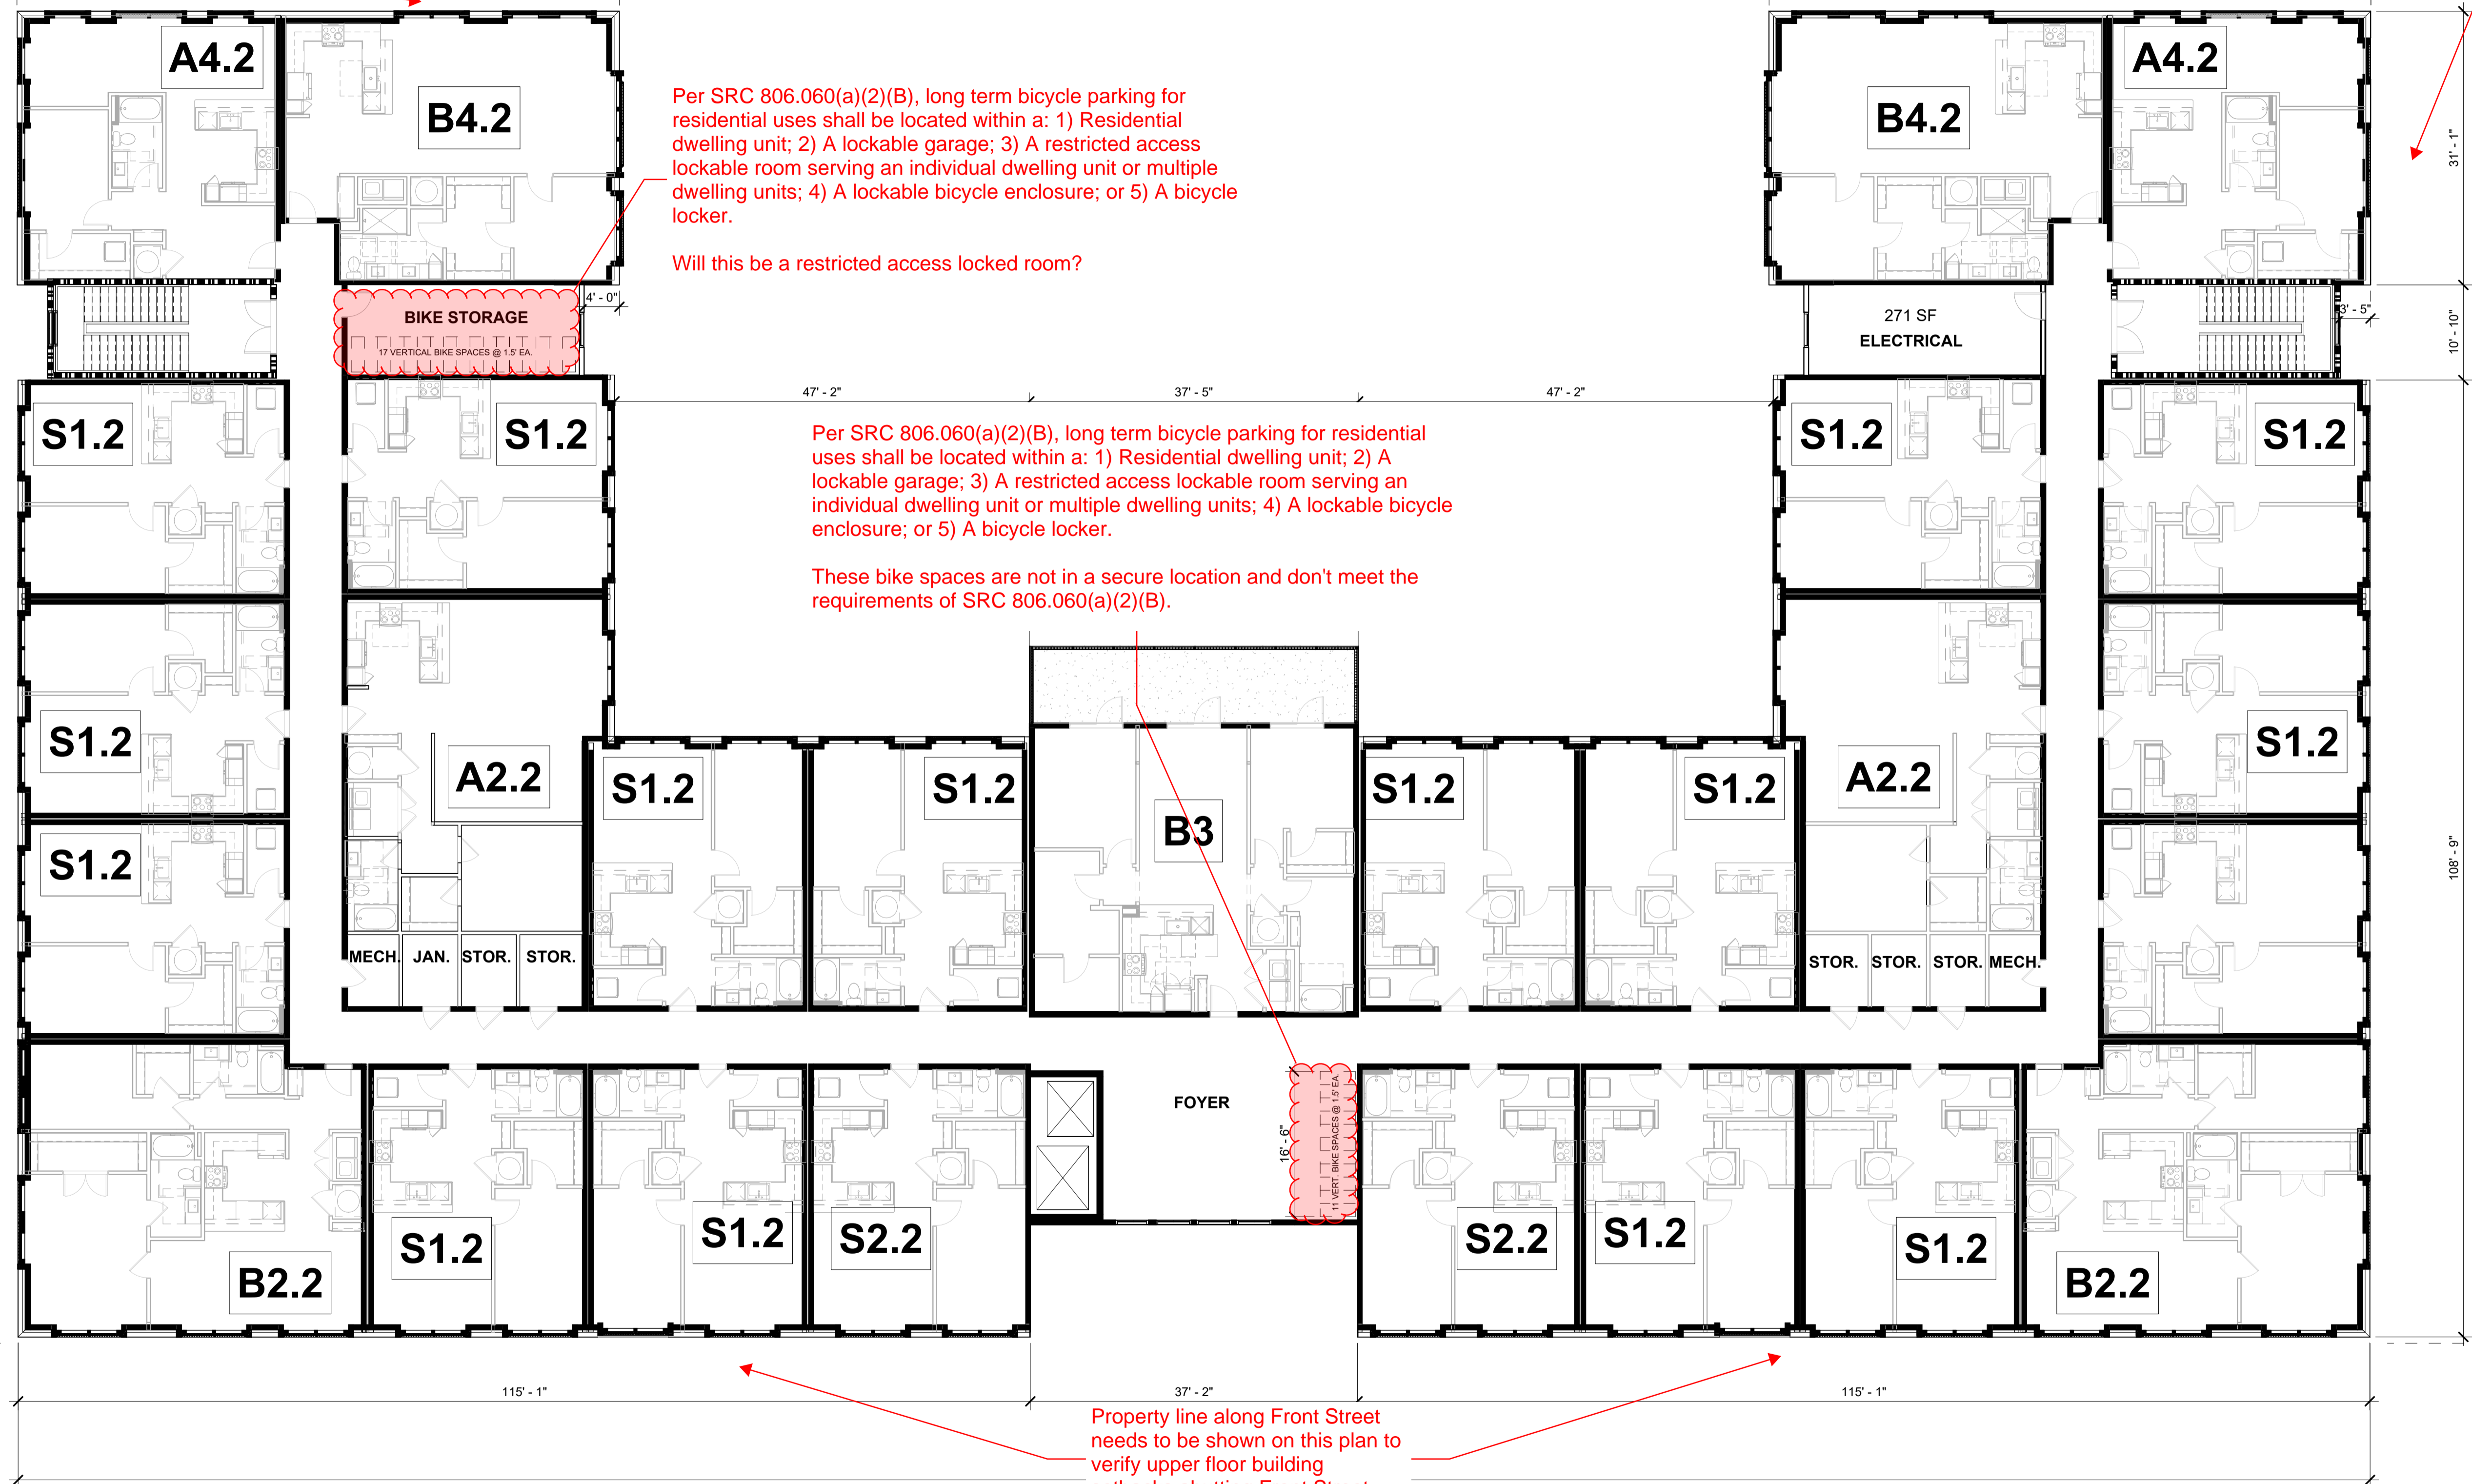 A4.2
B4.2
Per SRC 806.060(a)(2)(B), long term bicycle parking for
residential uses shall be located within a: 1) Residential
dwelling unit; 2) A lockable garage; 3) A restricted access
lockable room serving an individual dwelling unit or multiple
dwelling units; 4) A lockable bicycle enclosure; or 5) A bicycle
locker.
Will this be a restricted access locked room?
B4.2
A4.2
31' - 1"
4' - 0"
BIKE STORAGE
17 VERTICAL BIKE SPACES @ 1.5' EA.
271 SF
ELECTRICAL
3' - 5"
10' - 10"
47' - 2"
37' - 5"
47' - 2"
S1.2
S1.2
Per SRC 806.060(a)(2)(B), long term bicycle parking for residential
uses shall be located within a: 1) Residential dwelling unit; 2) A
lockable garage; 3) A restricted access lockable room serving an
individual dwelling unit or multiple dwelling units; 4) A lockable bicycle
enclosure; or 5) A bicycle locker.
These bike spaces are not in a secure location and don't meet the
requirements of SRC 806.060(a)(2)(B).
S1.2
S1.2
S1.2
A2.2
S1.2
S1.2
B3
S1.2
S1.2
A2.2
S1.2
S1.2
108' - 9"
MECH.
JAN.
STOR.
STOR.
STOR.
STOR.
STOR.
MECH.
FOYER
16' - 6"
11 VERT. BIKE SPACES @ 1.5' EA.
B2.2
S1.2
S1.2
S2.2
S2.2
S1.2
S1.2
B2.2
115' - 1"
37' - 2"
115' - 1"
Property line along Front Street
needs to be shown on this plan to
verify upper floor building